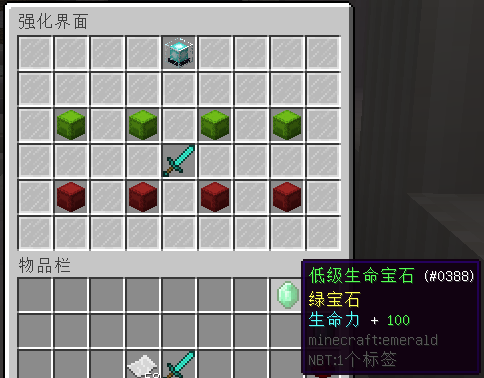 强化界面
物品栏
低级生命宝石 (#0388)
绿宝石
生命力 + 100
minecraft:emerald
NBT:1个标签